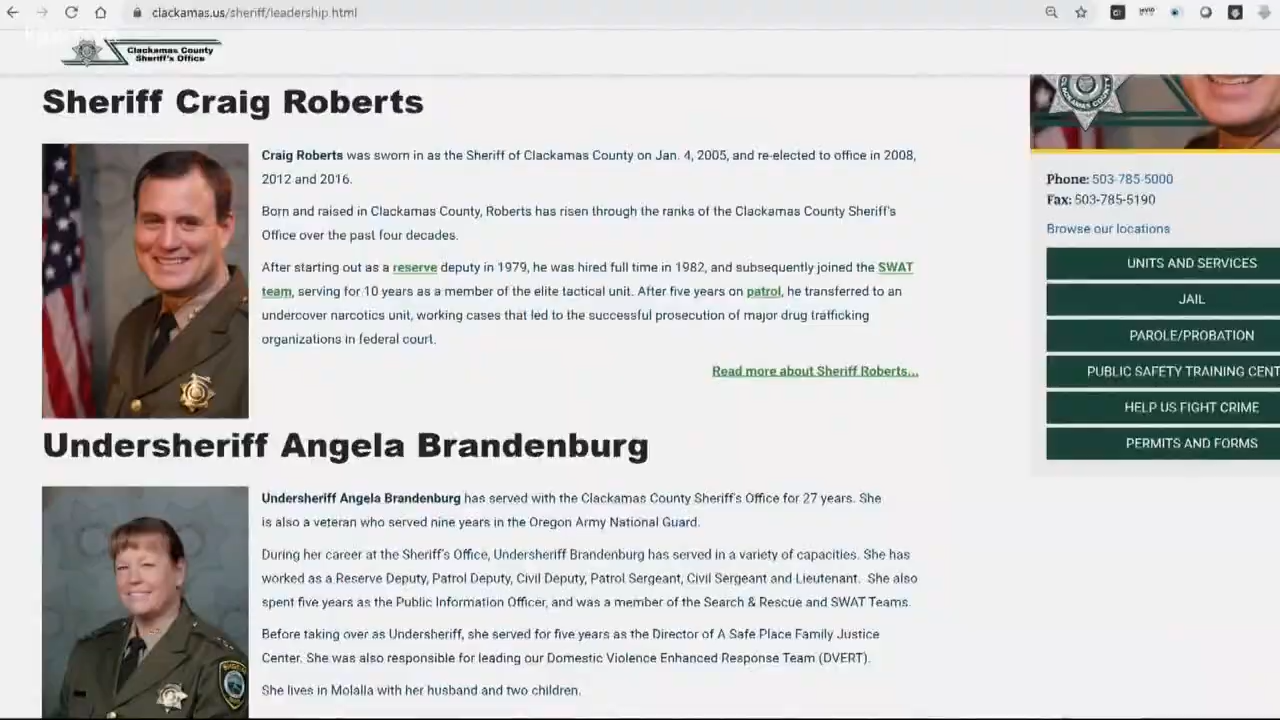 clackamas.us/sheriff/leadership.html
Clackamas County
Sheriff's Office
Sheriff Craig Roberts
Craig Roberts was sworn in as the Sheriff of Clackamas County on Jan. 4, 2005, and re-elected to office in 2008,
2012 and 2016.
Born and raised in Clackamas County, Roberts has risen through the ranks of the Clackamas County Sheriff's
Office over the past four decades.
After starting out as a reserve deputy in 1979, he was hired full time in 1982, and subsequently joined the SWAT
team, serving for 10 years as a member of the elite tactical unit. After five years on patrol, he transferred to an
undercover narcotics unit, working cases that led to the successful prosecution of major drug trafficking
organizations in federal court.
Read more about Sheriff Roberts...
Undersheriff Angela Brandenburg
Undersheriff Angela Brandenburg has served with the Clackamas County Sheriff's Office for 27 years. She
is also a veteran who served nine years in the Oregon Army National Guard.
During her career at the Sheriff's Office, Undersheriff Brandenburg has served in a variety of capacities. She has
worked as a Reserve Deputy, Patrol Deputy, Civil Deputy, Patrol Sergeant, Civil Sergeant and Lieutenant. She also
spent five years as the Public Information Officer, and was a member of the Search & Rescue and SWAT Teams.
Before taking over as Undersheriff, she served for five years as the Director of A Safe Place Family Justice
Center. She was also responsible for leading our Domestic Violence Enhanced Response Team (DVERT).
She lives in Molalla with her husband and two children.
CLACKAMAS COUNTY
Phone: 503-785-5000
Fax: 503-785-5190
Browse our locations
UNITS AND SERVICES
JAIL
PAROLE/PROBATION
PUBLIC SAFETY TRAINING CENT
HELP US FIGHT CRIME
PERMITS AND FORMS